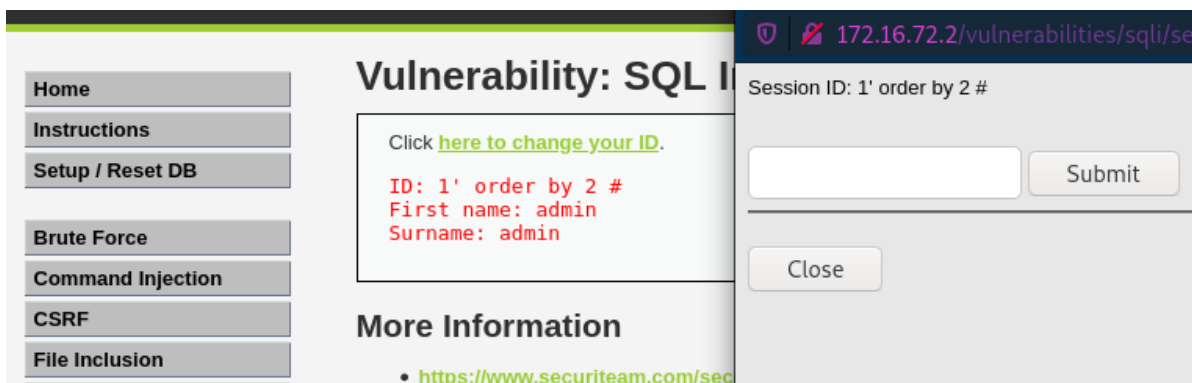 Home
Instructions
Setup / Reset DB
Brute Force
Command Injection
CSRF
File Inclusion
Vulnerability: SQL I
Click here to change your ID.
ID: 1' order by 2 #
First name: admin
Surname: admin
More Information
https://www.securiteam.com/sec
172.16.72.2/vulnerabilities/sqli/se
Session ID: 1' order by 2 #
Submit
Close